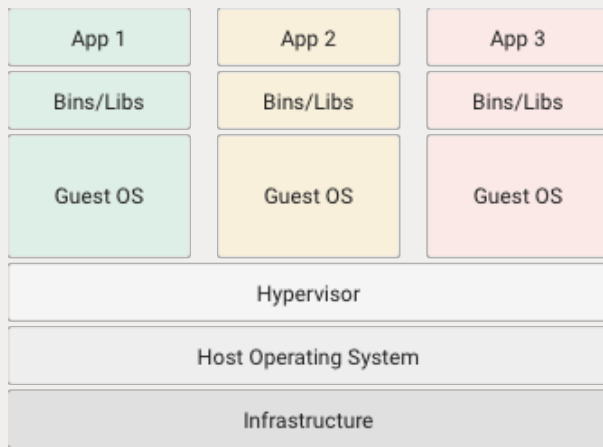 App 1
App 2
App 3
Bins/Libs
Bins/Libs
Bins/Libs
Guest OS
Guest OS
Guest OS
Hypervisor
Host Operating System
Infrastructure